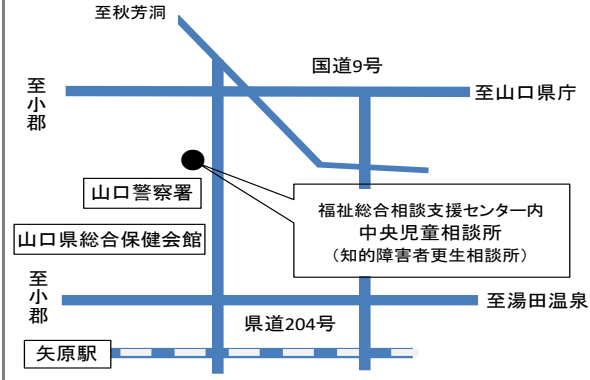 至秋芳洞
国道9号
至小郡
至山口県庁
山口警察署
福祉総合相談支援センター内
中央児童相談所
（知的障害者更生相談所）
山口県総合保健会館
至小郡
至湯田温泉
県道204号
矢原駅